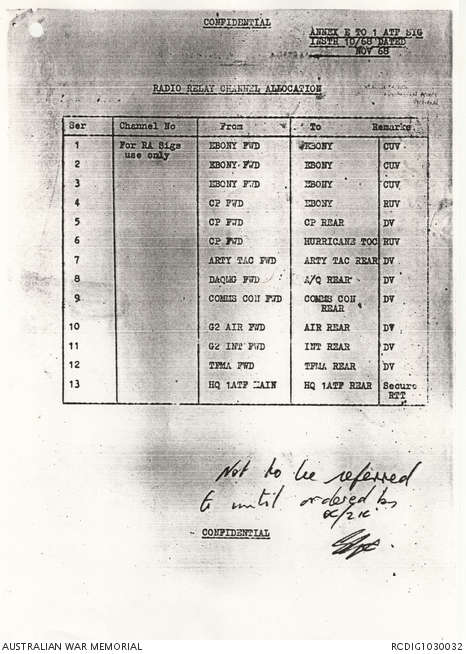 CONFIDENTIAL
ANNEX E TO 1 ATF SIG
INSTR 10/68 DATED
NOV 68
RADIO RELAY CHANNEL ALLOCATION
Ser Channel No From To Remarks
1 For RA Sigs use only EBONY FWD EBONY CUV
2 EBONY FWD EBONY CUV
3 EBONY FWD EBONY CUV
4 CP FWD EBONY RUV
5 CP FWD CP REAR DV
6 CP FWD HURRICANE TOC RUV
7 ARTY TAC FWD ARTY TAC REAR DV
8 DAQMG FWD A/Q REAR DV
9 COMMS CON FWD COMMS CON REAR DV
10 G2 AIR FWD AIR REAR DV
11 G2 INT FWD INT REAR DV
12 TFMA FWD TFMA REAR DV
13 HQ 1ATF MAIN HQ 1ATF REAR Secure RTT
Not to be referred
to until ordered by
CONFIDENTIAL
AUSTRALIAN WAR MEMORIAL RCDIG1030032